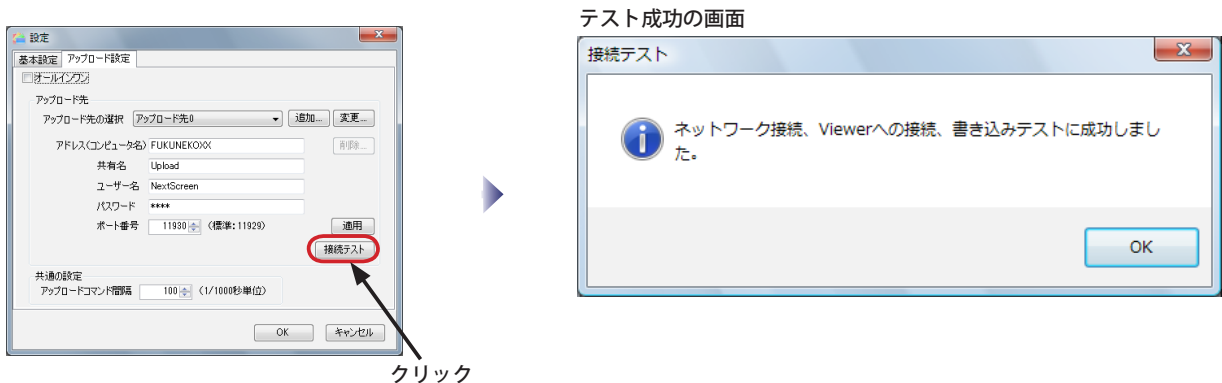 テスト成功の画面
設定
基本設定 アップロード設定
オールインワン
アップロード先
アップロード先の選択 アップロード先0 追加... 変更...
アドレス(コンピュータ名) FUKUNEKOXX 削除...
共有名 Upload
ユーザー名 NextScreen
パスワード ****
ポート番号 11930 (標準:11929) 適用
接続テスト
共通の設定
アップロードコマンド間隔 100 (1/1000秒単位)
OK キャンセル
クリック
接続テスト
ネットワーク接続、Viewerへの接続、書き込みテストに成功しまし
た。
OK